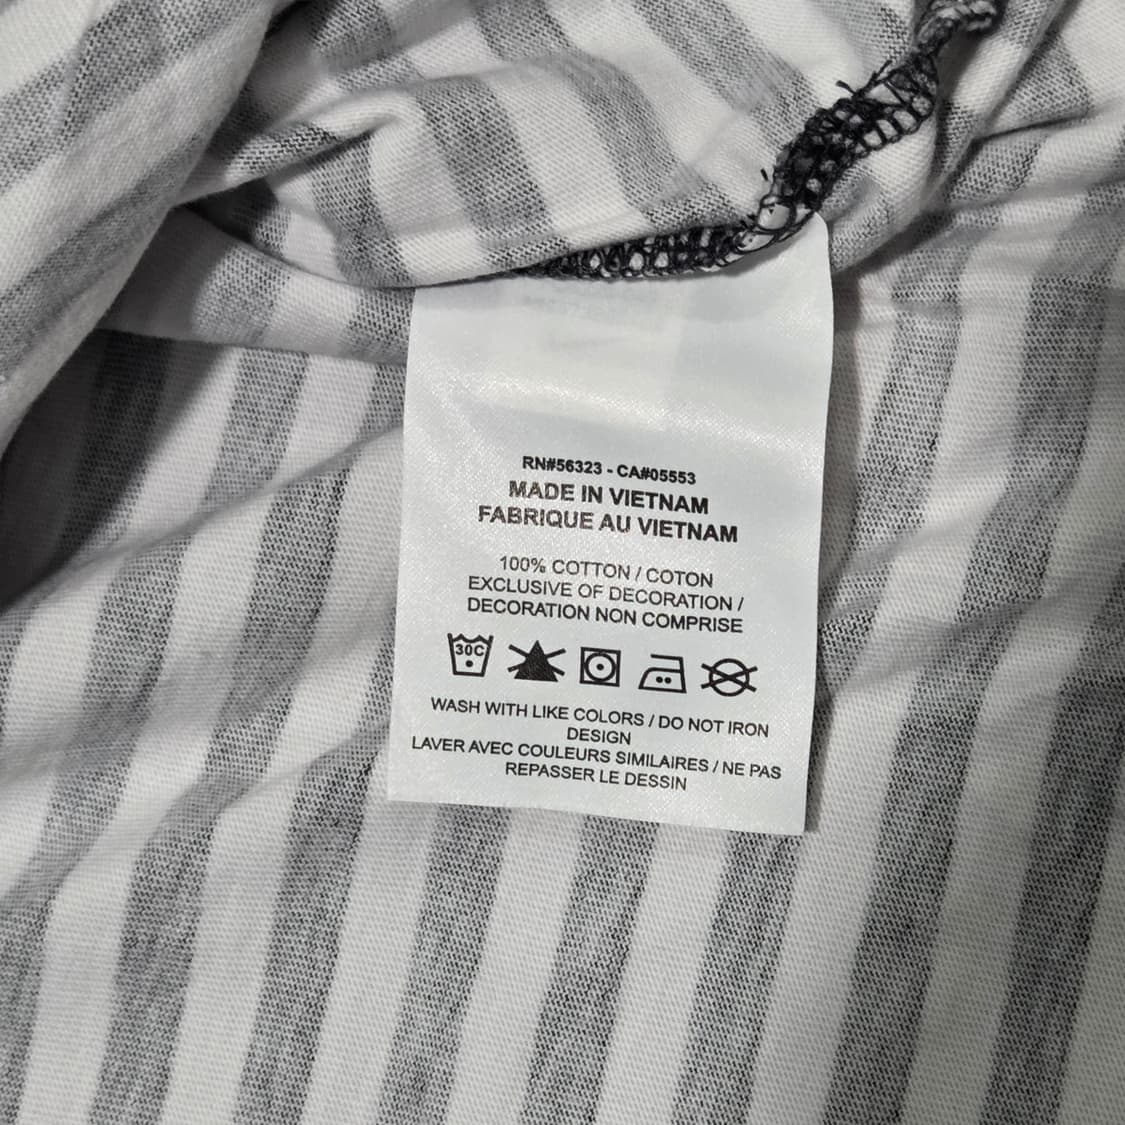 RN#56323 - CA#05553
MADE IN VIETNAM
FABRIQUE AU VIETNAM
100% COTTON / COTON
EXCLUSIVE OF DECORATION /
DECORATION NON COMPRISE
30C
WASH WITH LIKE COLORS / DO NOT IRON
DESIGN
LAVER AVEC COULEURS SIMILAIRES / NE PAS
REPASSER LE DESSIN